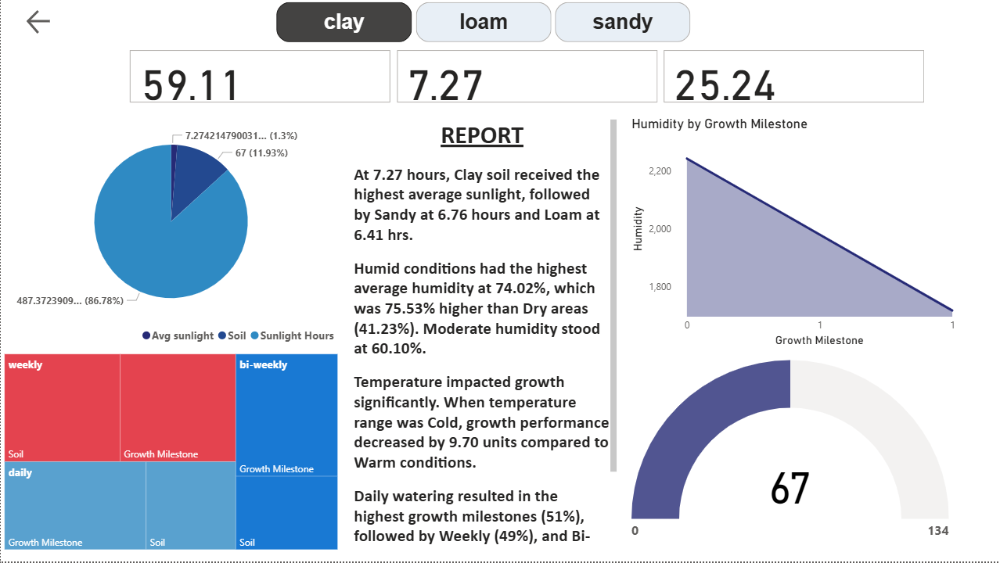 clay
loam
sandy
59.11
7.27
25.24
7.274214790031... (1.3%)
67 (11.93%)
487.3723909... (86.78%)
Avg sunlight
Soil
Sunlight Hours
weekly
Soil
Growth Milestone
bi-weekly
Growth Milestone
Soil
daily
Growth Milestone
Soil
REPORT
At 7.27 hours, Clay soil received the
highest average sunlight, followed
by Sandy at 6.76 hours and Loam at
6.41 hrs.
Humid conditions had the highest
average humidity at 74.02%, which
was 75.53% higher than Dry areas
(41.23%). Moderate humidity stood
at 60.10%.
Temperature impacted growth
significantly. When temperature
range was Cold, growth performance
decreased by 9.70 units compared to
Warm conditions.
Daily watering resulted in the
highest growth milestones (51%),
followed by Weekly (49%), and Bi-
Humidity by Growth Milestone
Humidity
2,200
2,000
1,800
0
1
1
Growth Milestone
67
0
134